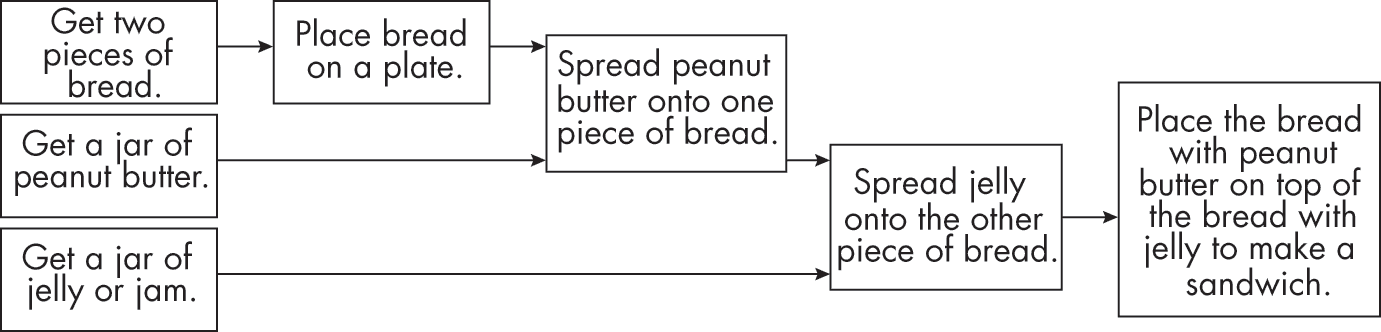 Get two
pieces of
bread.
Place bread
on a plate.
Spread peanut
butter onto one
piece of bread.
Get a jar of
peanut butter.
Get a jar of
jelly or jam.
Spread jelly
onto the other
piece of bread.
Place the bread
with peanut
butter on top of
the bread with
jelly to make a
sandwich.